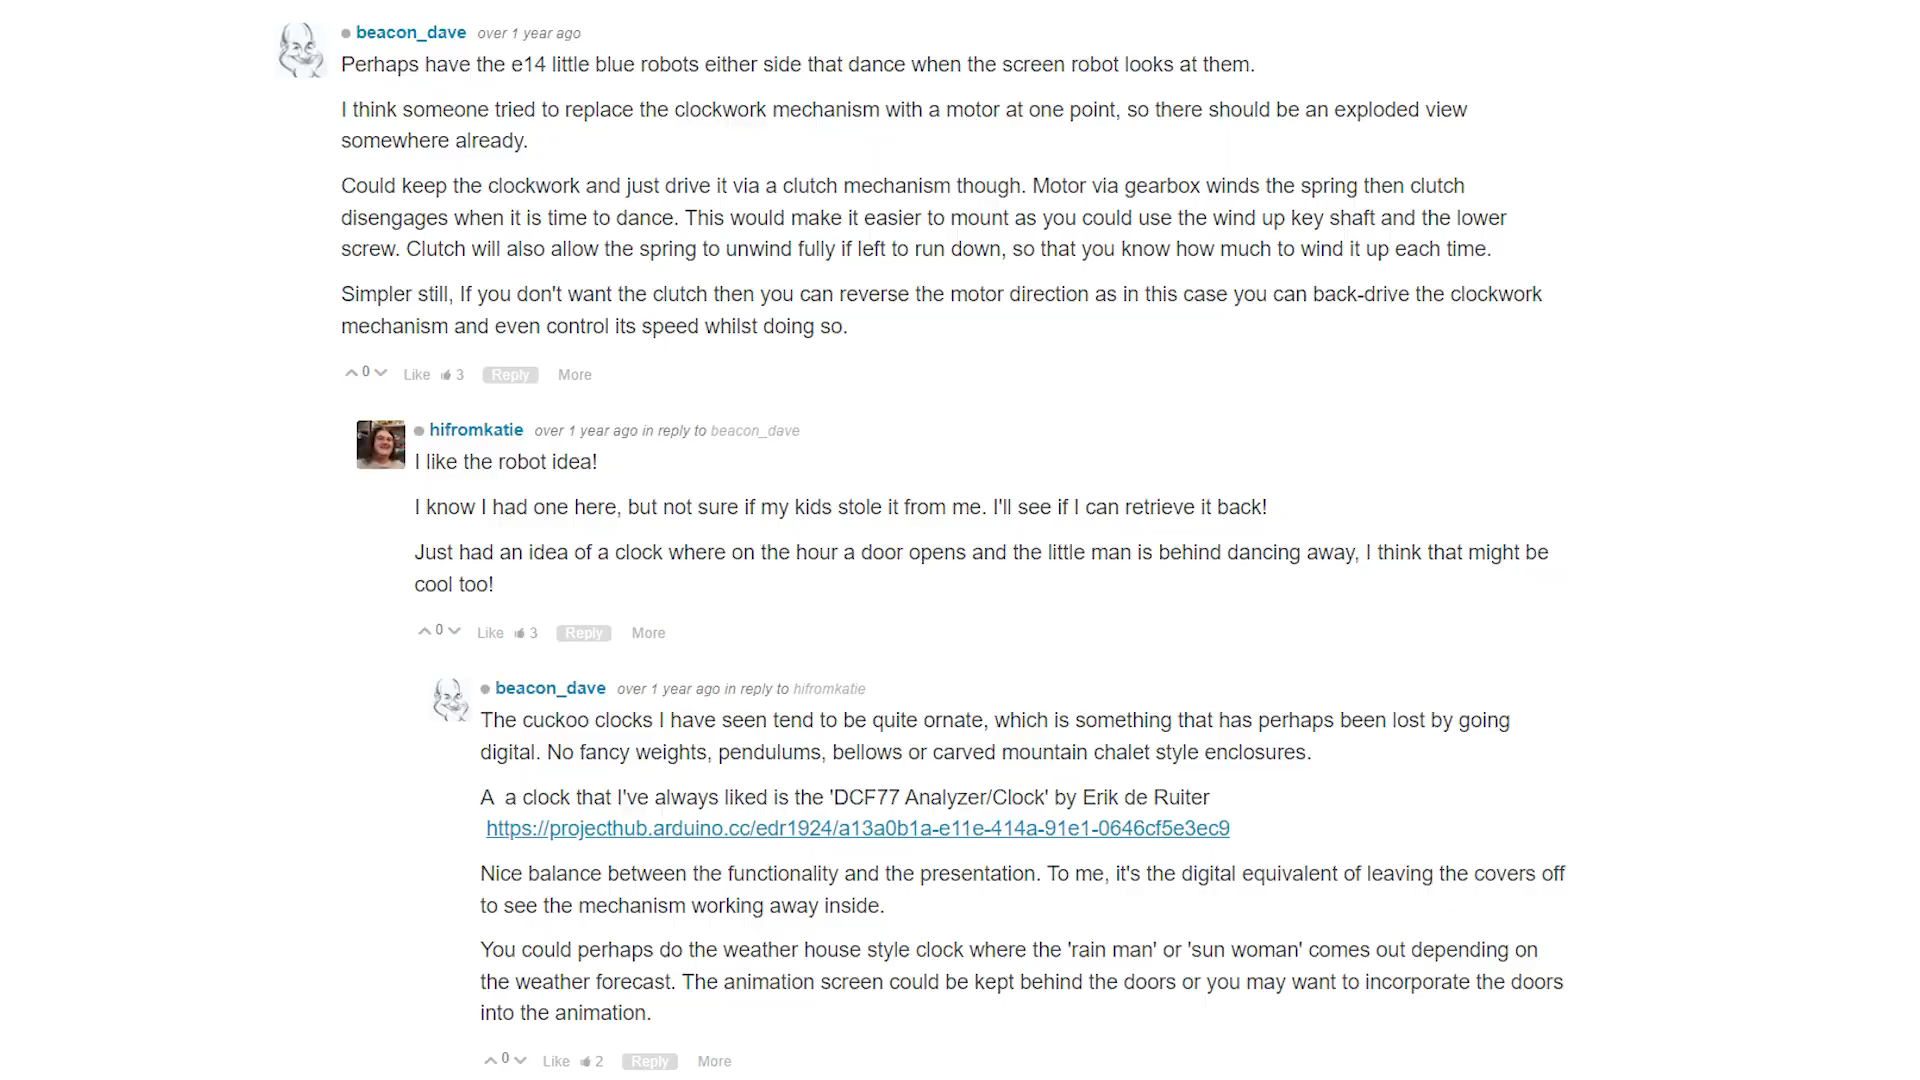 beacon_dave over 1 year ago
Perhaps have the e14 little blue robots either side that dance when the screen robot looks at them.
I think someone tried to replace the clockwork mechanism with a motor at one point, so there should be an exploded view
somewhere already.
Could keep the clockwork and just drive it via a clutch mechanism though. Motor via gearbox winds the spring then clutch
disengages when it is time to dance. This would make it easier to mount as you could use the wind up key shaft and the lower
screw. Clutch will also allow the spring to unwind fully if left to run down, so that you know how much to wind it up each time.
Simpler still, If you don't want the clutch then you can reverse the motor direction as in this case you can back-drive the clockwork
mechanism and even control its speed whilst doing so.
0 Like 3 Reply More
hifromkatie over 1 year ago in reply to beacon_dave
I like the robot idea!
I know I had one here, but not sure if my kids stole it from me. I'll see if I can retrieve it back!
Just had an idea of a clock where on the hour a door opens and the little man is behind dancing away, I think that might be
cool too!
0 Like 3 Reply More
beacon_dave over 1 year ago in reply to hifromkatie
The cuckoo clocks I have seen tend to be quite ornate, which is something that has perhaps been lost by going
digital. No fancy weights, pendulums, bellows or carved mountain chalet style enclosures.
A  a clock that I've always liked is the 'DCF77 Analyzer/Clock' by Erik de Ruiter
https://projecthub.arduino.cc/edr1924/a13a0b1a-e11e-414a-91e1-0646cf5e3ec9
Nice balance between the functionality and the presentation. To me, it's the digital equivalent of leaving the covers off
to see the mechanism working away inside.
You could perhaps do the weather house style clock where the 'rain man' or 'sun woman' comes out depending on
the weather forecast. The animation screen could be kept behind the doors or you may want to incorporate the doors
into the animation.
0 Like 2 Reply More